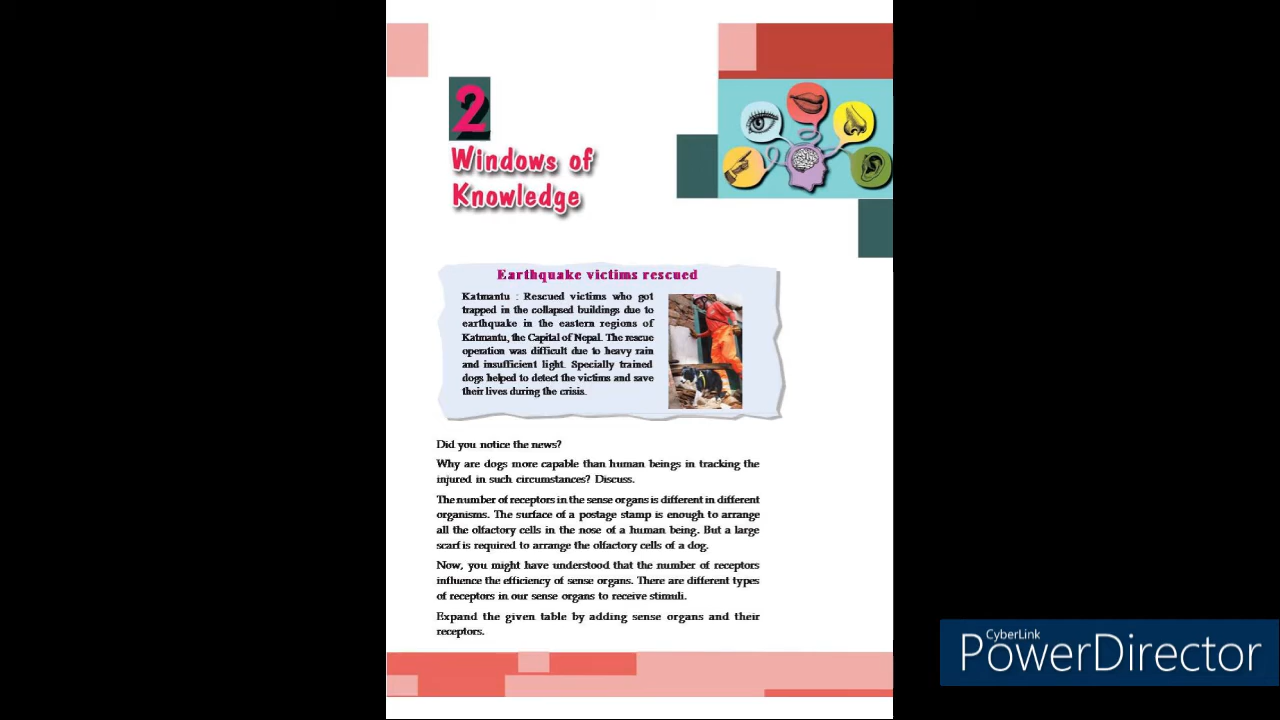 2
Windows of
Knowledge
Earthquake victims rescued
Katmantu : Rescued victims who got
trapped in the collapsed buildings due to
earthquake in the eastern regions of
Katmantu, the Capital of Nepal. The rescue
operation was difficult due to heavy rain
and insufficient light. Specially trained
dogs helped to detect the victims and save
their lives during the crisis.
Did you notice the news?
Why are dogs more capable than human beings in tracking the
injured in such circumstances? Discuss.
The number of receptors in the sense organs is different in different
organisms. The surface of a postage stamp is enough to arrange
all the olfactory cells in the nose of a human being. But a large
scarf is required to arrange the olfactory cells of a dog.
Now, you might have understood that the number of receptors
influence the efficiency of sense organs. There are different types
of receptors in our sense organs to receive stimuli.
Expand the given table by adding sense organs and their
receptors.
CyberLink
PowerDirector